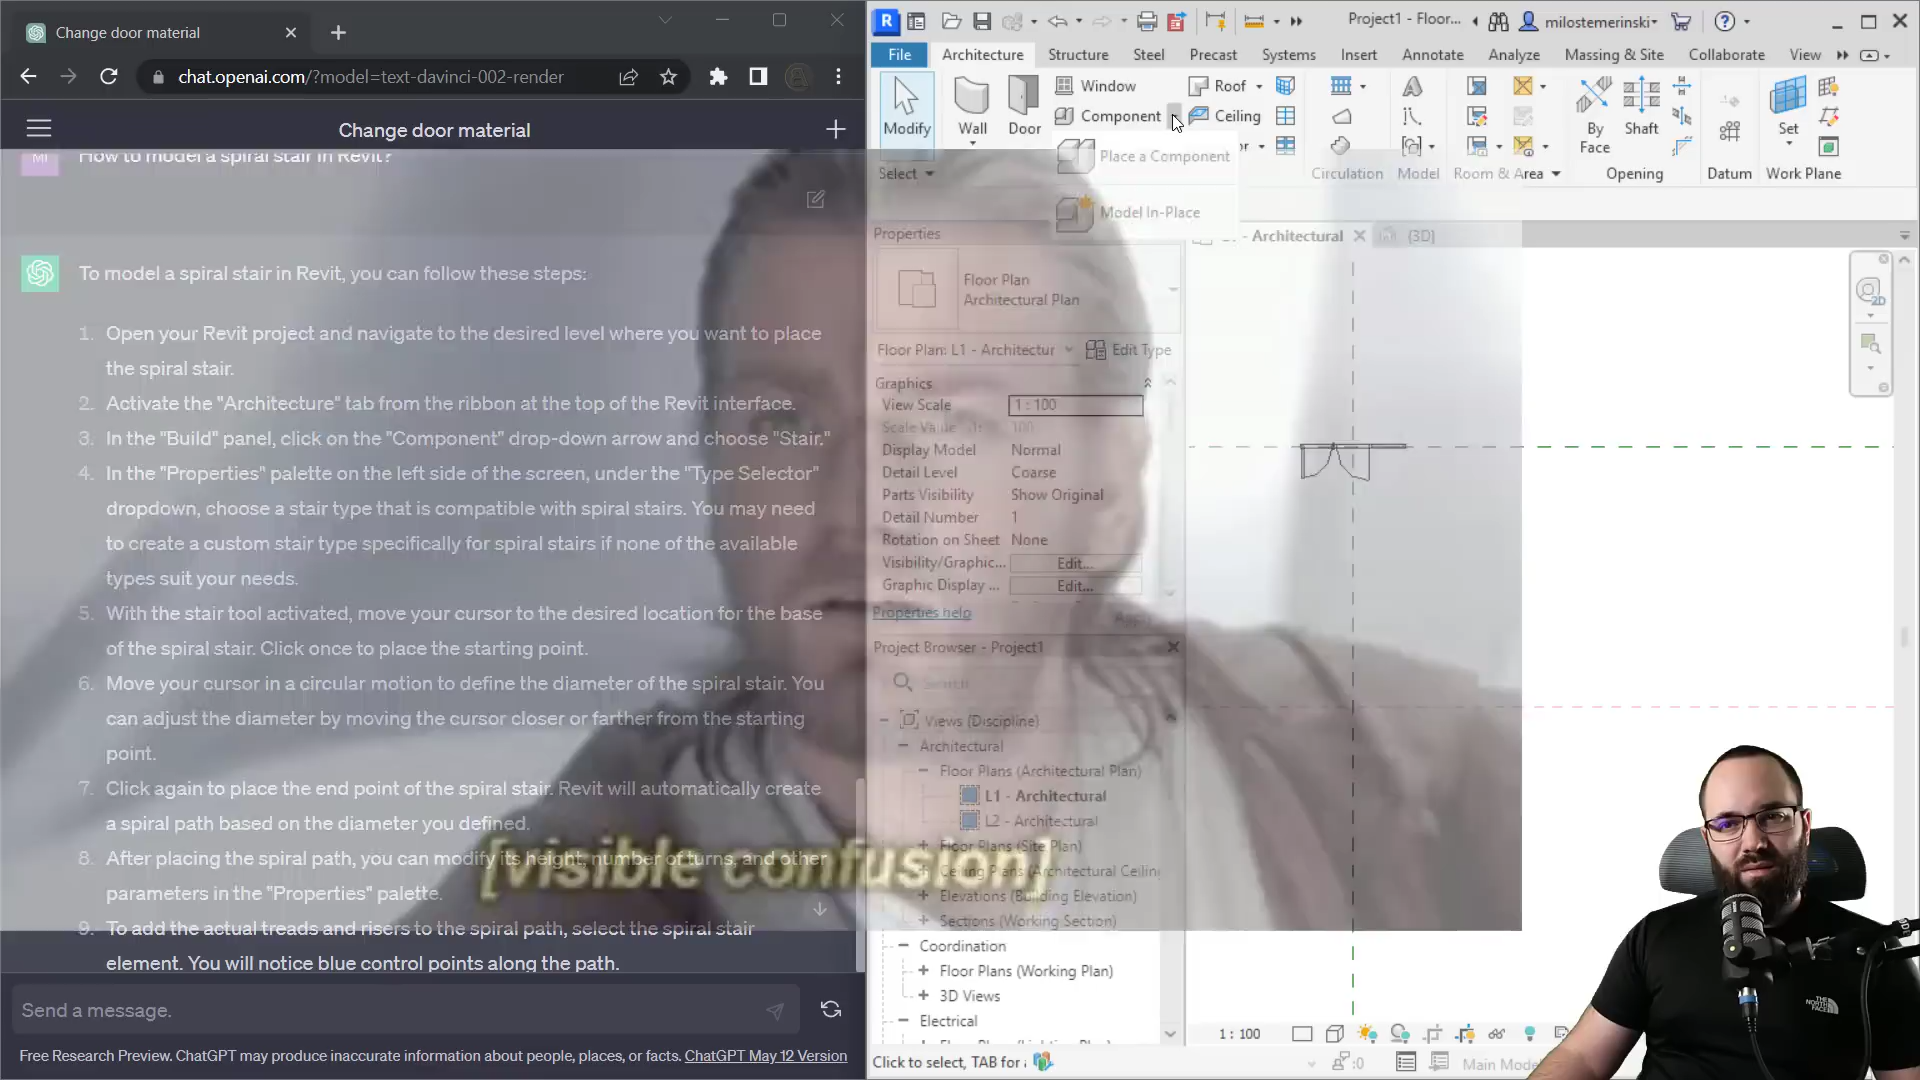 Change door material
chat.openai.com/?model=text-davinci-002-render
Change door material
MI
How to model a spiral stair in Revit?
To model a spiral stair in Revit, you can follow these steps:
1. Open your Revit project and navigate to the desired level where you want to place
the spiral stair.
2. Activate the "Architecture" tab from the ribbon at the top of the Revit interface.
3. In the "Build" panel, click on the "Component" drop-down arrow and choose "Stair."
4. In the "Properties" palette on the left side of the screen, under the "Type Selector"
dropdown, choose a stair type that is compatible with spiral stairs. You may need
to create a custom stair type specifically for spiral stairs if none of the available
types suit your needs.
5. With the stair tool activated, move your cursor to the desired location for the base
of the spiral stair. Click once to place the starting point.
6. Move your cursor in a circular motion to define the diameter of the spiral stair. You
can adjust the diameter by moving the cursor closer or farther from the starting
point.
7. Click again to place the end point of the spiral stair. Revit will automatically create
a spiral path based on the diameter you defined.
8. After placing the spiral path, you can modify its height, number of turns, and other
parameters in the "Properties" palette.
9. To add the actual treads and risers to the spiral path, select the spiral stair
element. You will notice blue control points along the path.
[visible confusion]
Send a message.
Free Research Preview. ChatGPT may produce inaccurate information about people, places, or facts. ChatGPT May 12 Version
R
Project1 - Floor...
milostemerinski
File Architecture Structure Steel Precast Systems Insert Annotate Analyze Massing & Site Collaborate View
Modify
Wall
Door
Window
Component
Roof
Ceiling
Place a Component
Model In-Place
By
Face
Shaft
Set
Select
Circulation Model Room & Area Opening Datum Work Plane
Properties
- Architectural
{3D}
Floor Plan
Architectural Plan
Floor Plan: L1 - Architectur
Edit Type
Graphics
View Scale 1 : 100
Scale Value 1: 100
Display Model Normal
Detail Level Coarse
Parts Visibility Show Original
Detail Number 1
Rotation on Sheet None
Visibility/Graphic... Edit...
Graphic Display ... Edit...
Properties help
Apply
Project Browser - Project1
Search
Views (Discipline)
Architectural
Floor Plans (Architectural Plan)
L1 - Architectural
L2 - Architectural
Floor Plans (Site Plan)
Ceiling Plans (Architectural Ceiling
Elevations (Building Elevation)
Sections (Working Section)
Coordination
Floor Plans (Working Plan)
3D Views
Electrical
2D
1 : 100
Click to select, TAB for a
:0
Main Model
THE
NORTH
FACE